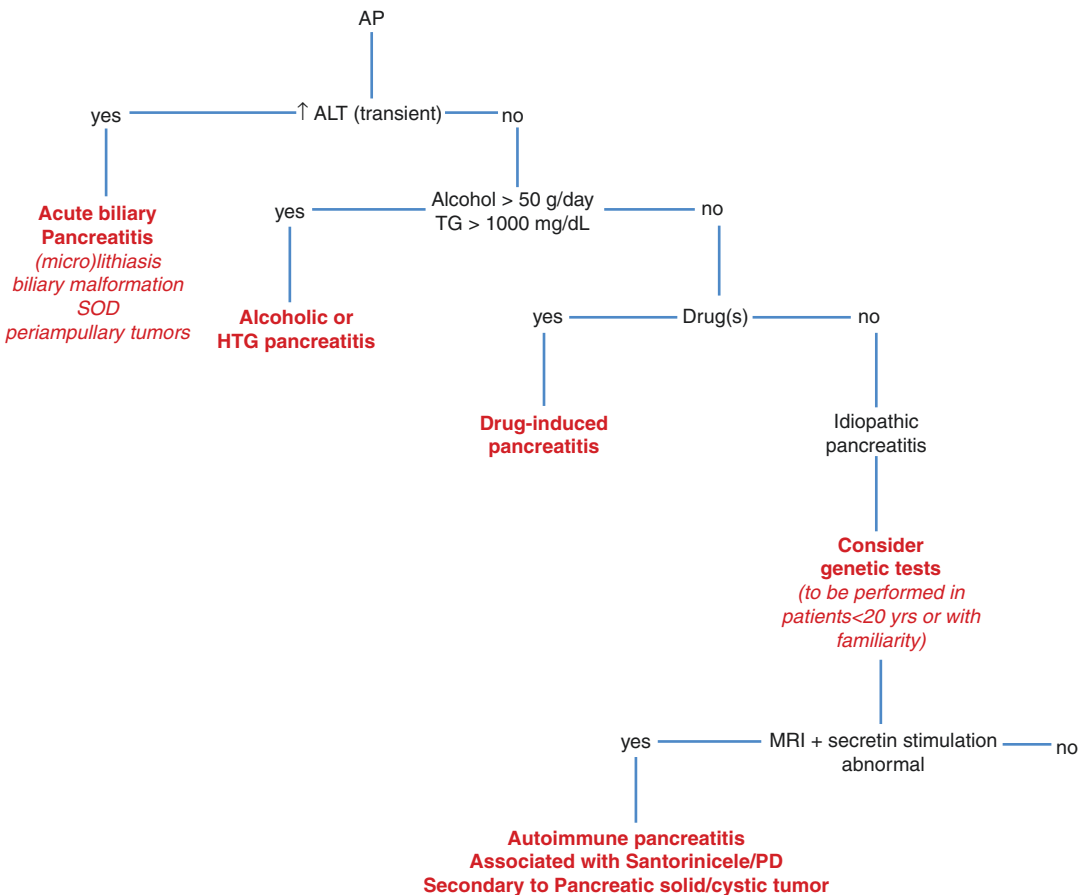 AP
yes
↑ ALT (transient)
no
Acute biliary
Pancreatitis
(micro)lithiasis
biliary malformation
SOD
periampullary tumors
yes
Alcohol > 50 g/day
TG > 1000 mg/dL
no
Alcoholic or
HTG pancreatitis
yes
Drug(s)
no
Drug-induced
pancreatitis
Idiopathic
pancreatitis
Consider
genetic tests
(to be performed in
patients<20 yrs or with
familiarity)
yes
MRI + secretin stimulation
abnormal
no
Autoimmune pancreatitis
Associated with Santorinicele/PD
Secondary to Pancreatic solid/cystic tumor